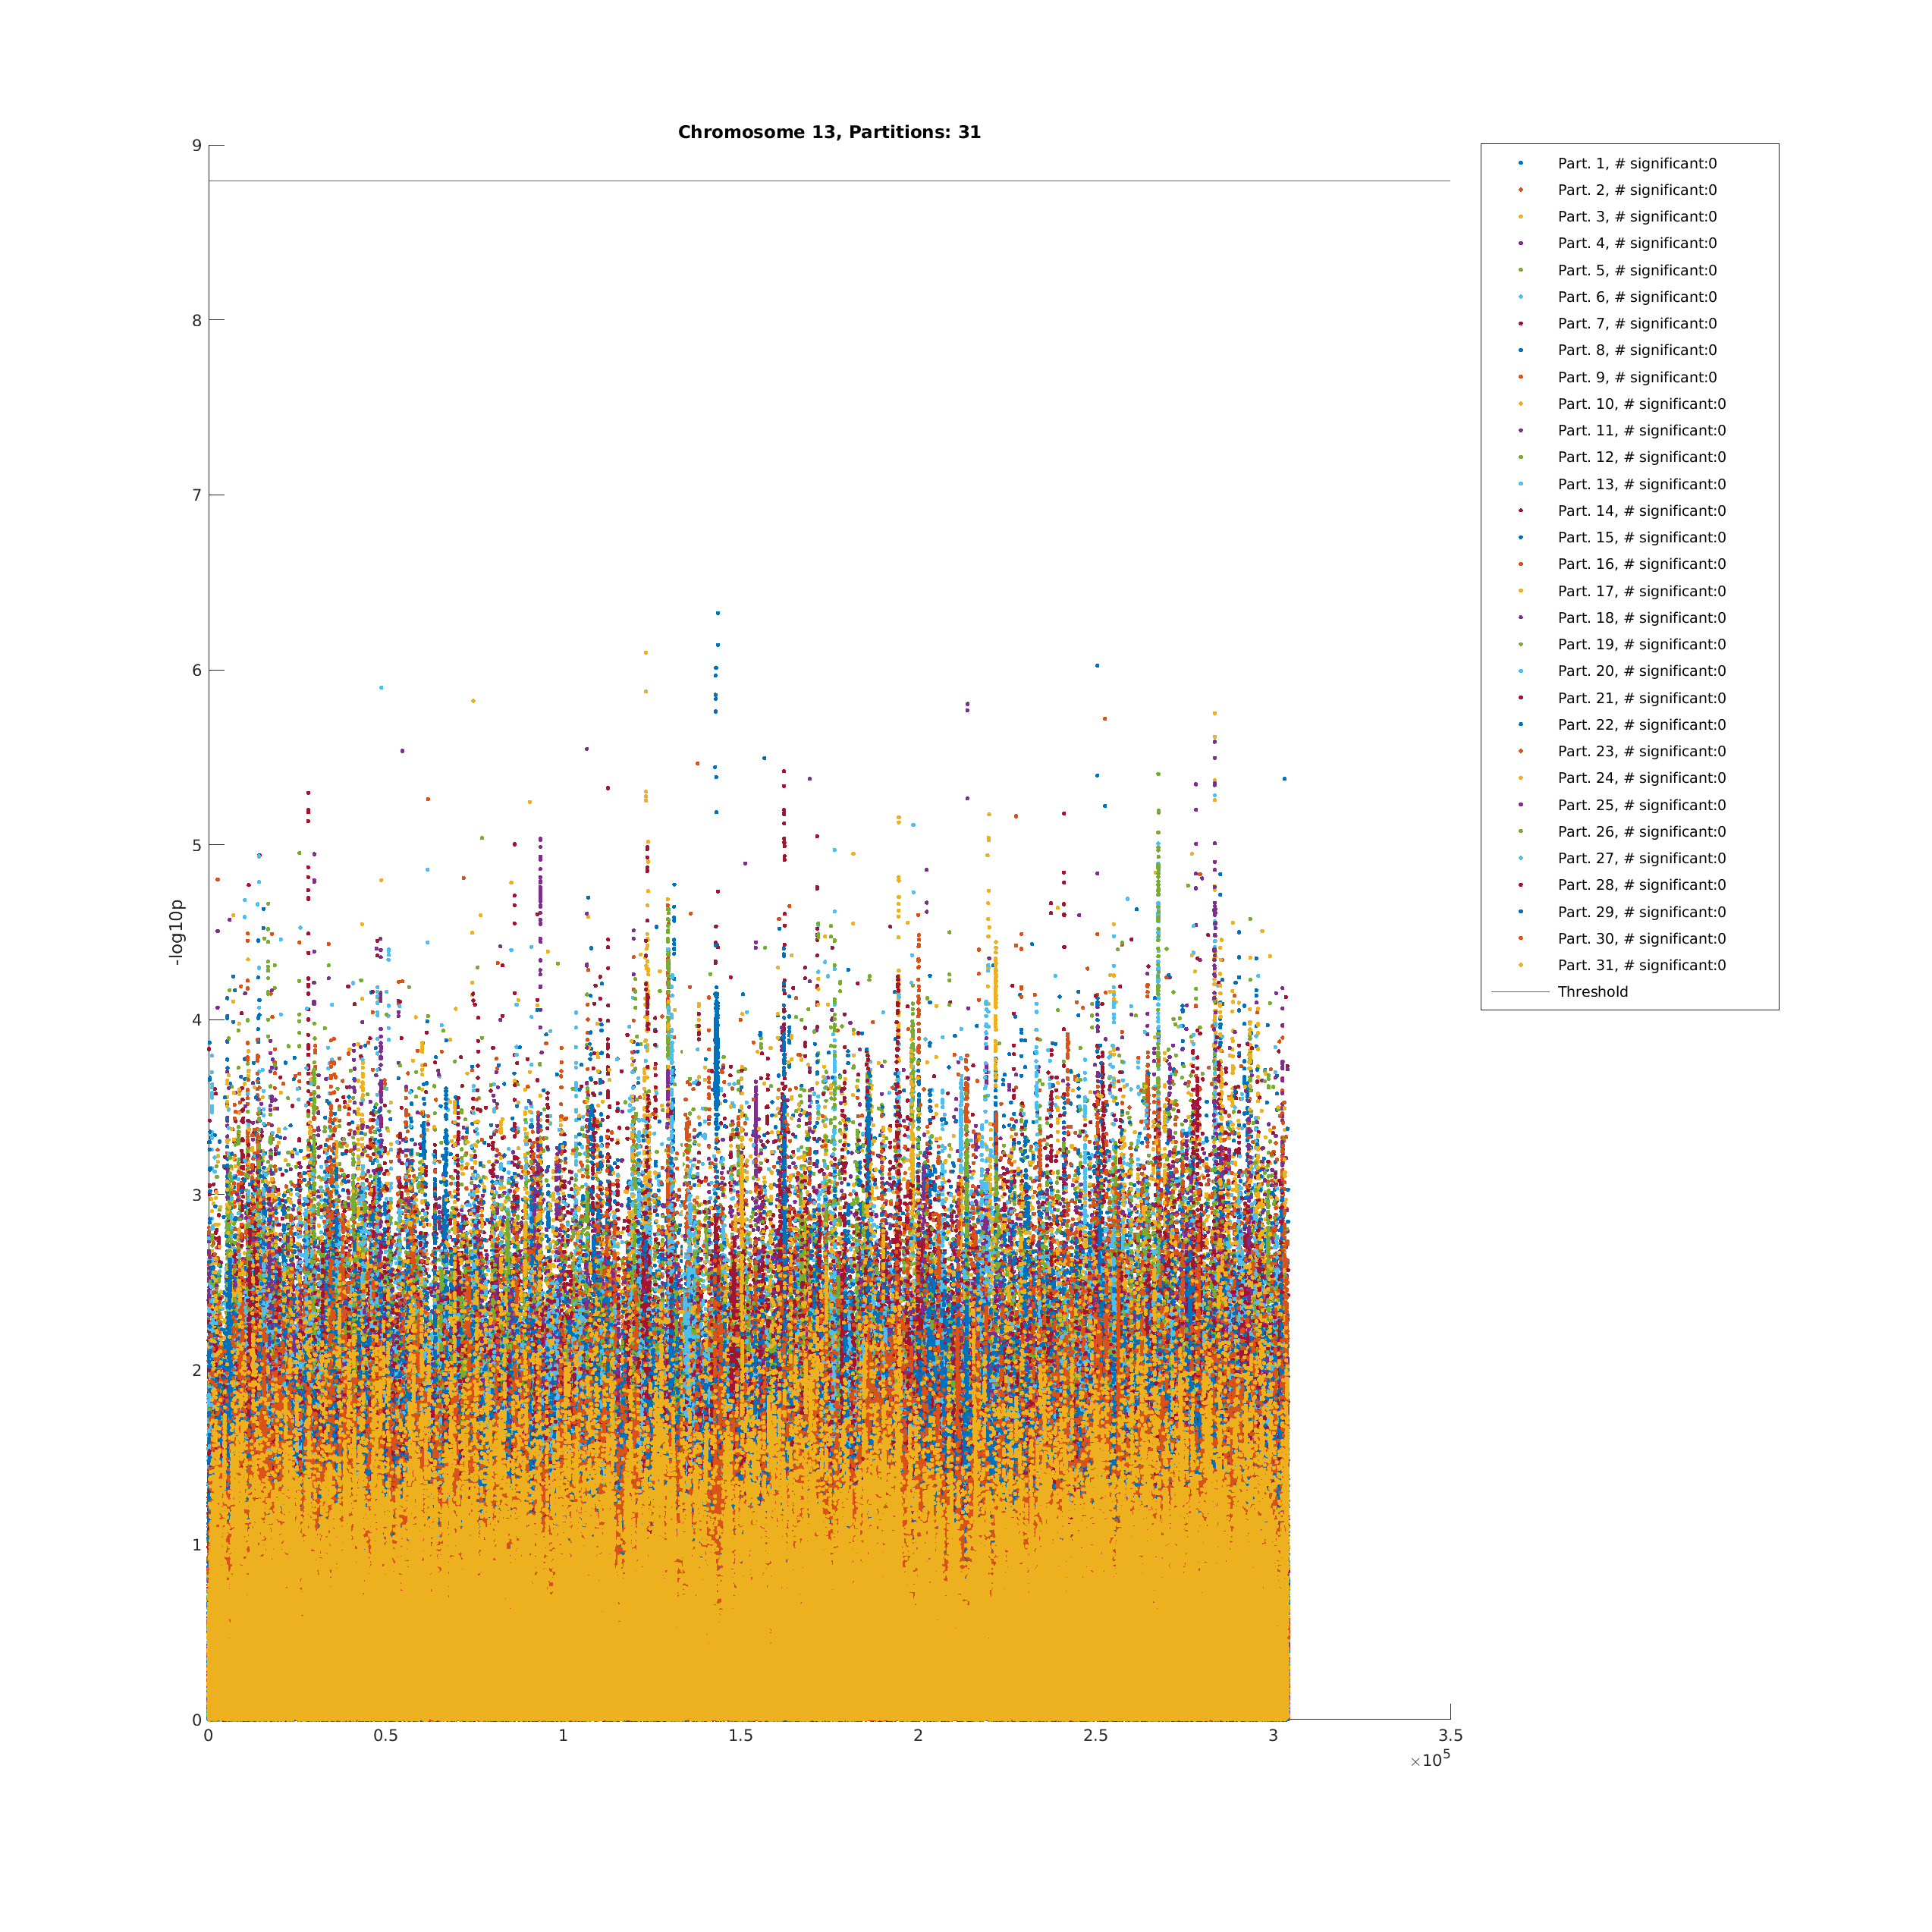 Chromosome 13, Partitions: 31
9
8
7
6
5
4
3
2
1
0
-log10p
0 0.5 1 1.5 2 2.5 3 3.5
×10^5
Part. 1, # significant:0
Part. 2, # significant:0
Part. 3, # significant:0
Part. 4, # significant:0
Part. 5, # significant:0
Part. 6, # significant:0
Part. 7, # significant:0
Part. 8, # significant:0
Part. 9, # significant:0
Part. 10, # significant:0
Part. 11, # significant:0
Part. 12, # significant:0
Part. 13, # significant:0
Part. 14, # significant:0
Part. 15, # significant:0
Part. 16, # significant:0
Part. 17, # significant:0
Part. 18, # significant:0
Part. 19, # significant:0
Part. 20, # significant:0
Part. 21, # significant:0
Part. 22, # significant:0
Part. 23, # significant:0
Part. 24, # significant:0
Part. 25, # significant:0
Part. 26, # significant:0
Part. 27, # significant:0
Part. 28, # significant:0
Part. 29, # significant:0
Part. 30, # significant:0
Part. 31, # significant:0
Threshold